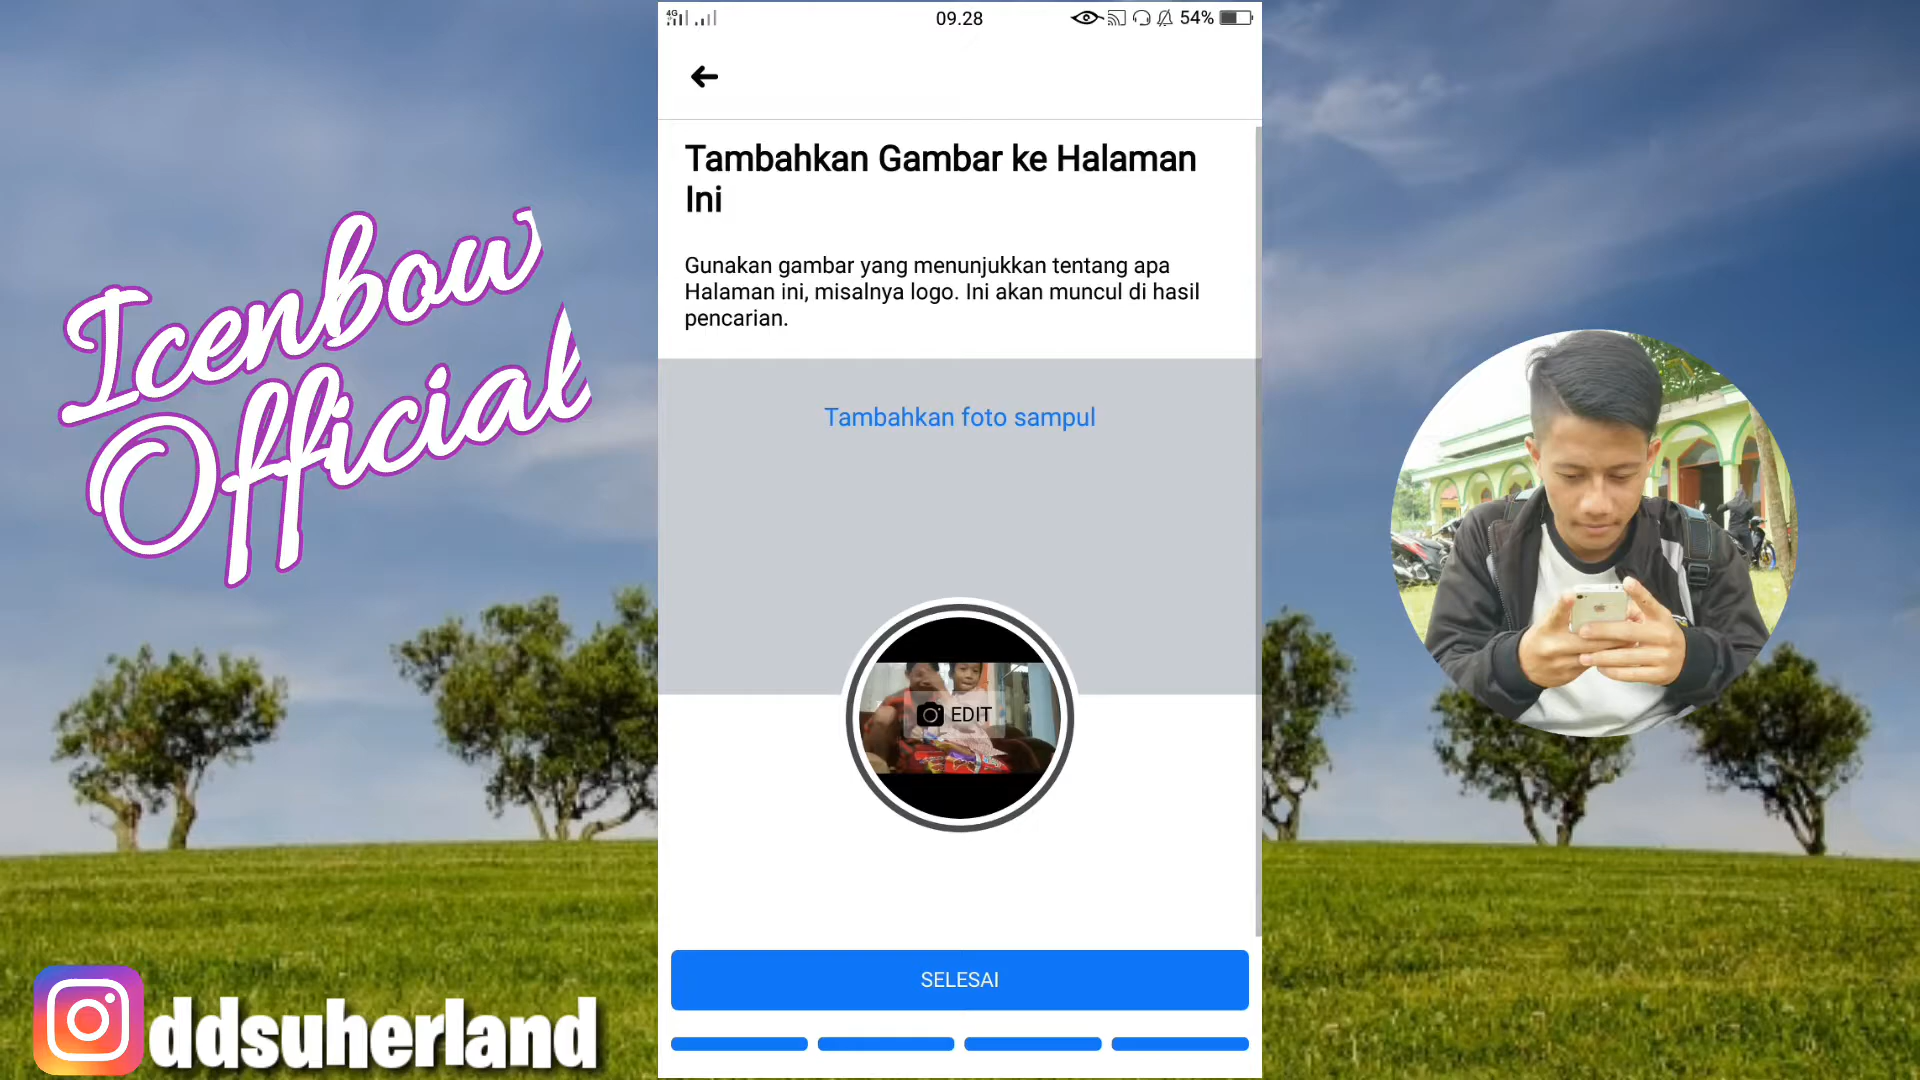 4G
09.28
54%
Tambahkan Gambar ke Halaman
Ini
Gunakan gambar yang menunjukkan tentang apa
Halaman ini, misalnya logo. Ini akan muncul di hasil
pencarian.
Tambahkan foto sampul
EDIT
SELESAI
Icenbow
Official
ddsuherland